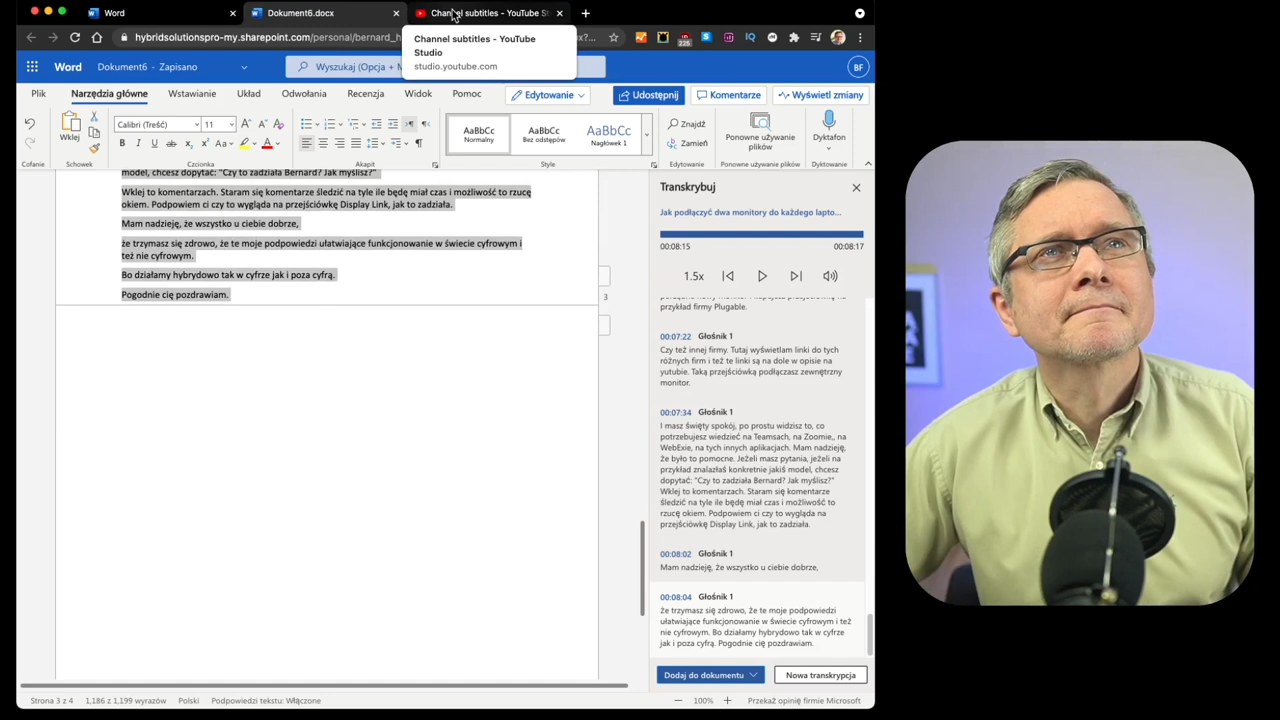 Word
Dokument6.docx
Channel subtitles - YouTube St
hybridsolutionspro-my.sharepoint.com/personal/bernard_h
x?...
225
IQ
Channel subtitles - YouTube
Studio
studio.youtube.com
Word
Dokument6 - Zapisano
Wyszukaj (Opcja +
BF
Plik
Narzędzia główne
Wstawianie
Układ
Odwołania
Recenzja
Widok
Pomoc
Edytowanie
Udostępnij
Komentarze
Wyświetl zmiany
Wklej
Calibri (Treść)
11
AaBbCc
Normalny
AaBbCc
Bez odstępów
AaBbCc
Nagłówek 1
Znajdź
Zamień
Ponowne używanie
plików
Dyktafon
Cofanie
Schowek
Czcionka
Akapit
Style
Edytowanie
Ponowne używanie plików
Dyktowanie
model, chcesz dopytać: "Czy to zadziała Bernard? Jak myślisz?"
Wklej to komentarzach. Staram się komentarze śledzić na tyle ile będę miał czas i możliwość to rzucę
okiem. Podpowiem ci czy to wygląda na przejściówkę Display Link, jak to zadziała.
Mam nadzieję, że wszystko u ciebie dobrze,
że trzymasz się zdrowo, że te moje podpowiedzi ułatwiające funkcjonowanie w świecie cyfrowym i
też nie cyfrowym.
Bo działamy hybrydowo tak w cyfrze jak i poza cyfrą.
Pogodnie cię pozdrawiam.
3
Transkrybuj
Jak podłączyć dwa monitory do każdego lapto...
00:08:15
00:08:17
1.5x
przykład firmy Plugable.
00:07:22 Głośnik 1
Czy też innej firmy. Tutaj wyświetlam linki do tych
różnych firm i też te linki są na dole w opisie na
yutubie. Taką przejściówką podłączasz zewnętrzny
monitor.
00:07:34 Głośnik 1
I masz święty spokój, po prostu widzisz to, co
potrzebujesz wiedzieć na Teamsach, na Zoomie,, na
WebExie, na tych innych aplikacjach. Mam nadzieję,
że było to pomocne. Jeżeli masz pytania, jeżeli na
przykład znalazłaś konkretnie jakiś model, chcesz
dopytać: "Czy to zadziała Bernard? Jak myślisz?"
Wklej to komentarzach. Staram się komentarze
śledzić na tyle ile będę miał czas i możliwość to
rzucę okiem. Podpowiem ci czy to wygląda na
przejściówkę Display Link, jak to zadziała.
00:08:02 Głośnik 1
Mam nadzieję, że wszystko u ciebie dobrze,
00:08:04 Głośnik 1
że trzymasz się zdrowo, że te moje podpowiedzi
ułatwiające funkcjonowanie w świecie cyfrowym i też
nie cyfrowym. Bo działamy hybrydowo tak w cyfrze
jak i poza cyfrą. Pogodnie cię pozdrawiam.
Dodaj do dokumentu
Nowa transkrypcja
Strona 3 z 4
1,186 z 1,199 wyrazów
Polski
Podpowiedzi tekstu: Włączone
100%
Przekaż opinię firmie Microsoft